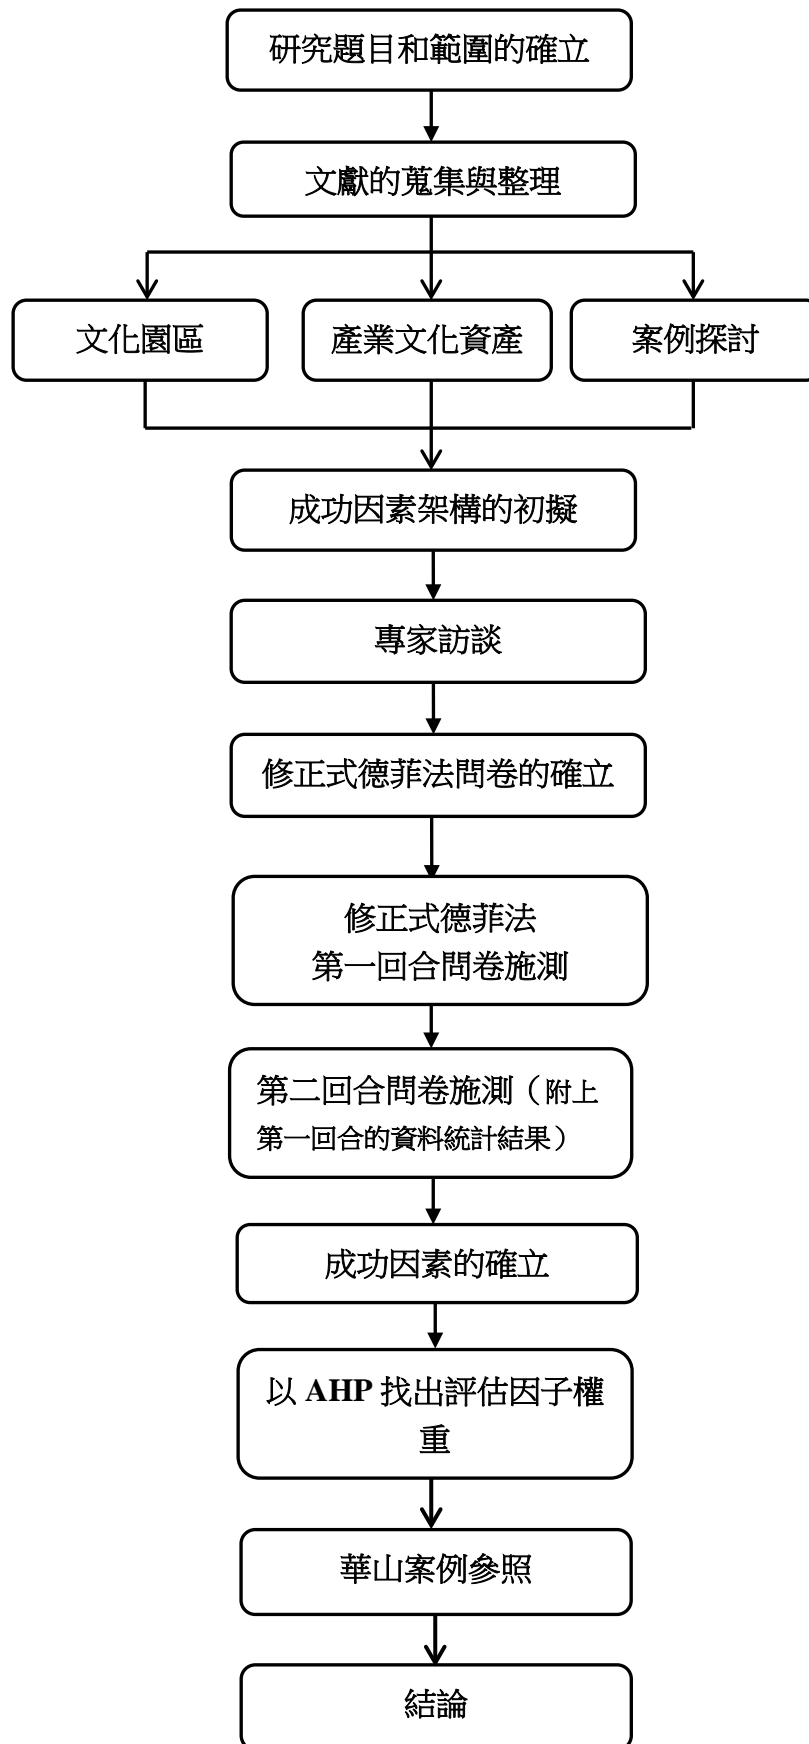 研究題目和範圍的確立
文獻的蒐集與整理
文化園區
產業文化資產
案例探討
成功因素架構的初擬
專家訪談
修正式德菲法問卷的確立
修正式德菲法
第一回合問卷施測
第二回合問卷施測（附上
第一回合的資料統計結果）
成功因素的確立
以 AHP 找出評估因子權
重
華山案例參照
結論